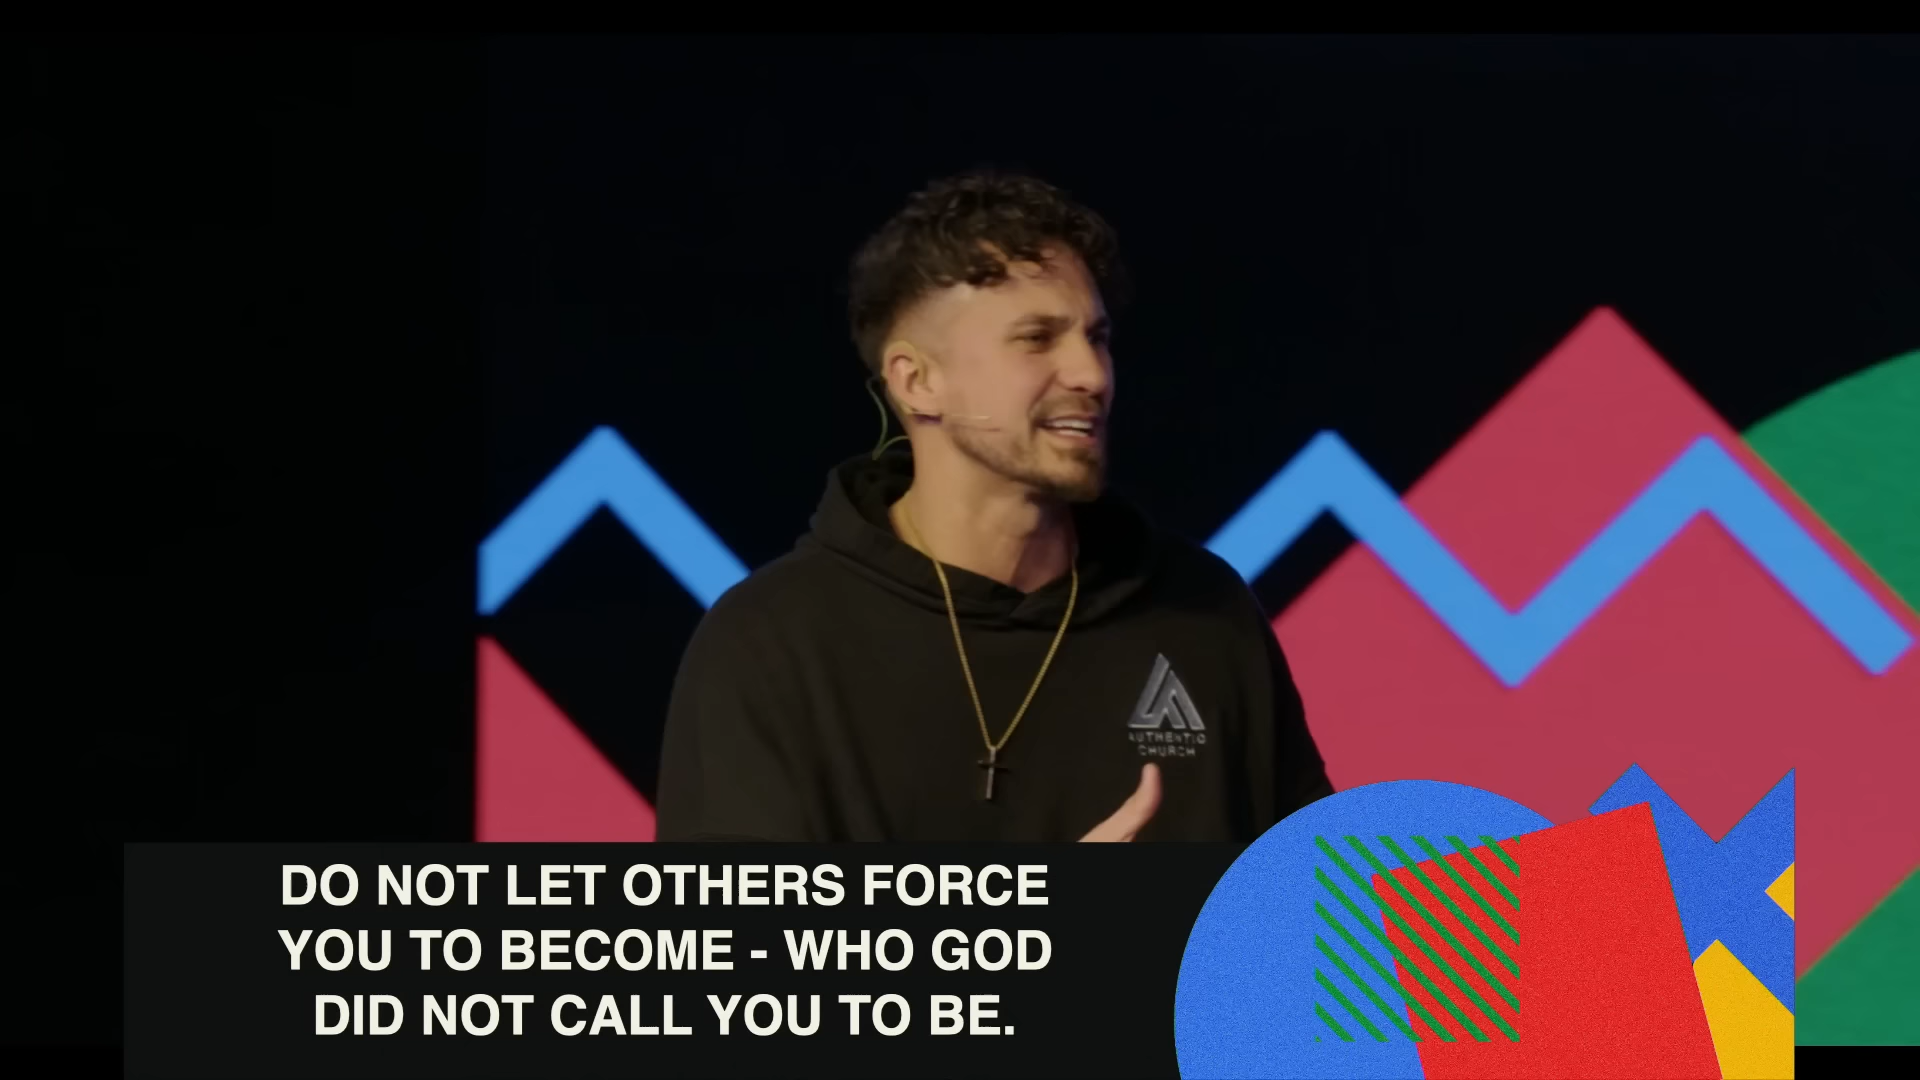 AUTHENTIC
CHURCH
DO NOT LET OTHERS FORCE
YOU TO BECOME - WHO GOD
DID NOT CALL YOU TO BE.